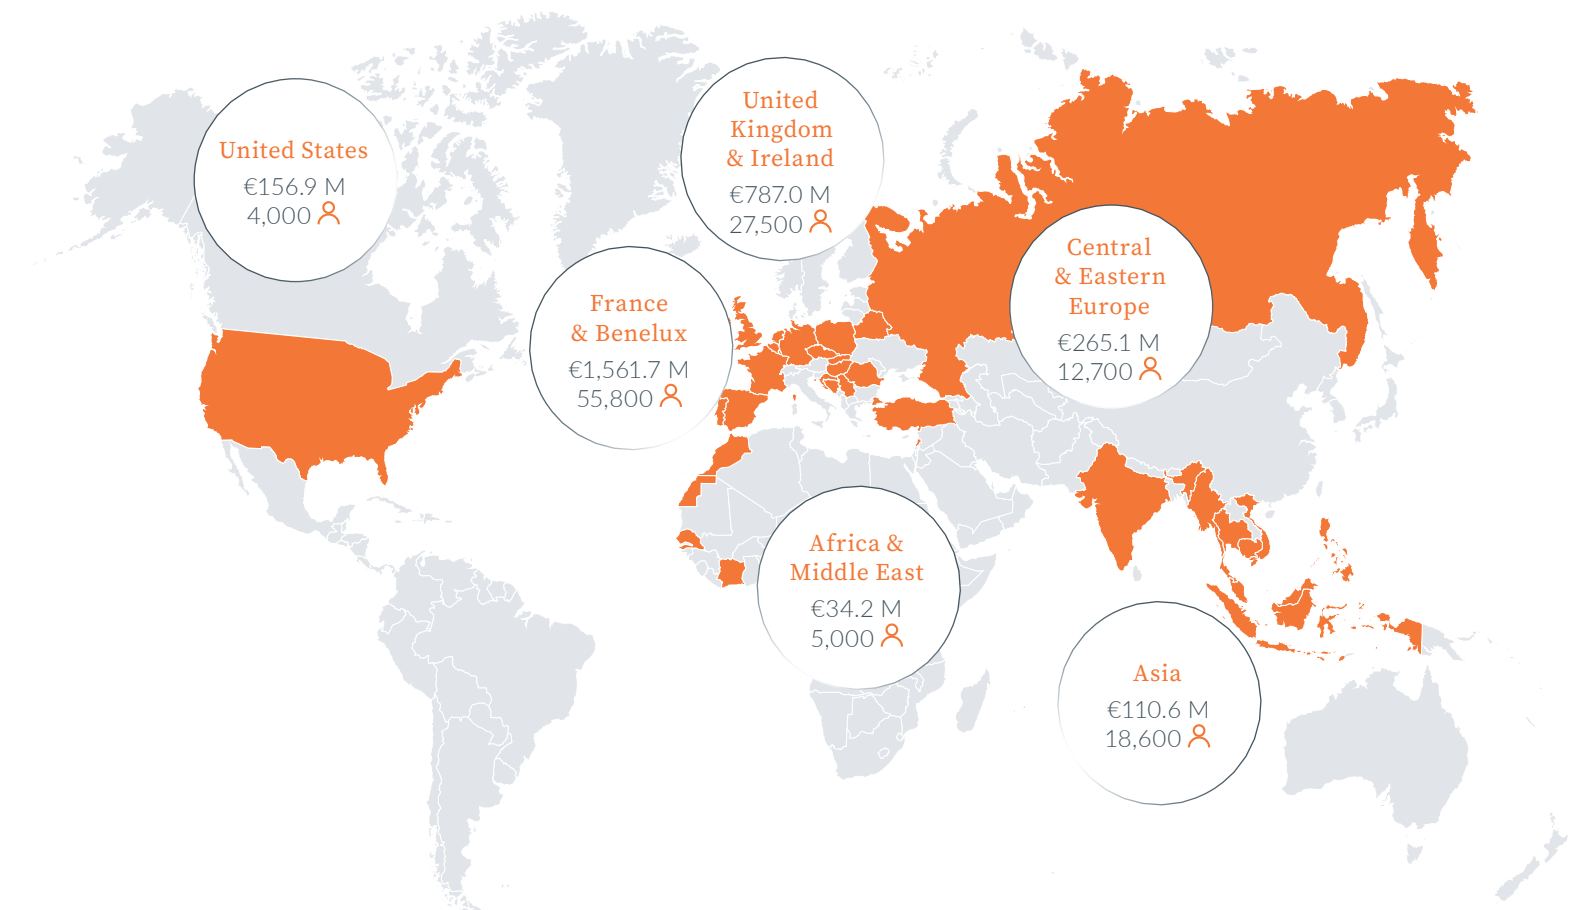 United States
€156.9 M
4,000
United
Kingdom
& Ireland
€787.0 M
27,500
France
& Benelux
€1,561.7 M
55,800
Central
& Eastern
Europe
€265.1 M
12,700
Africa &
Middle East
€34.2 M
5,000
Asia
€110.6 M
18,600